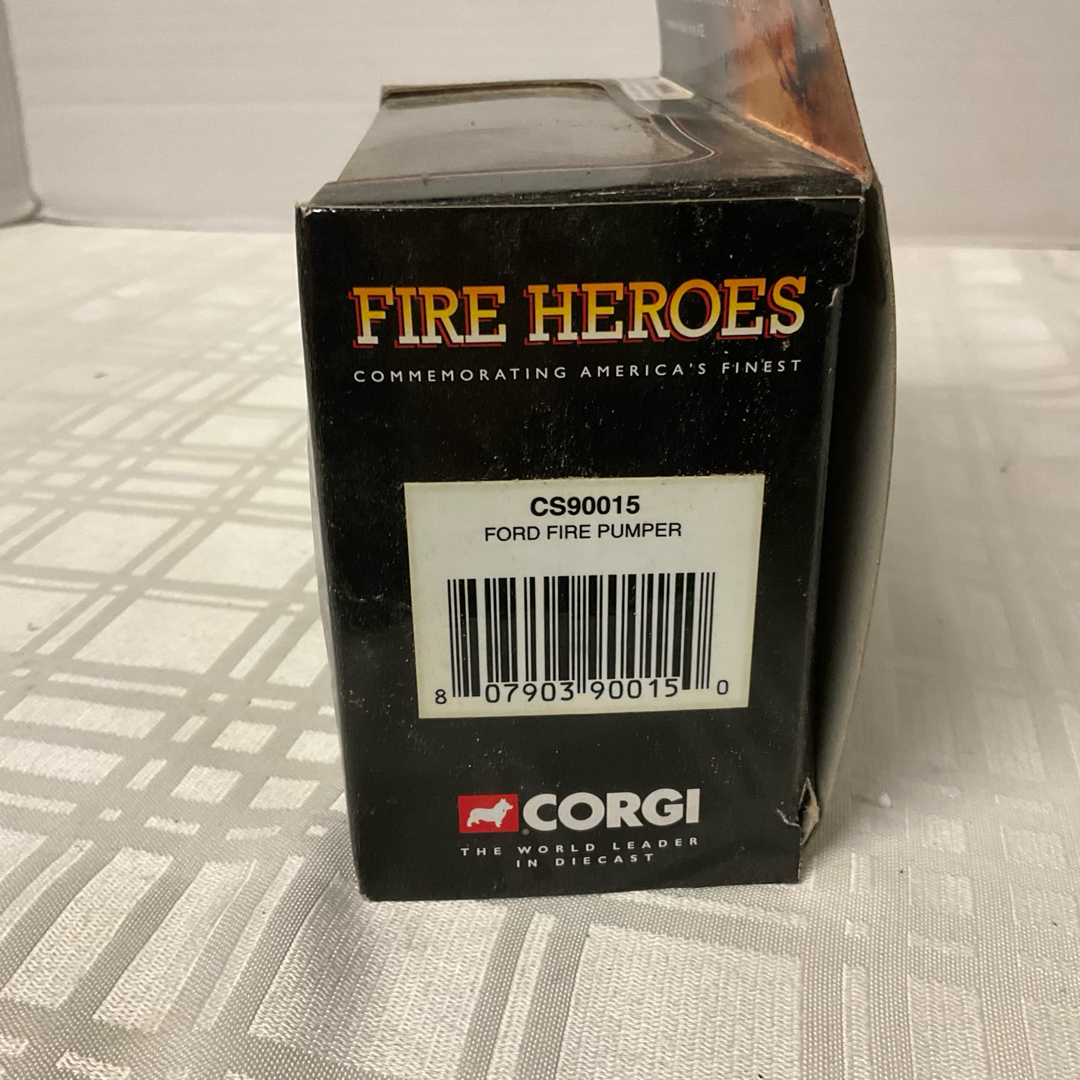 FIRE HEROES
COMMEMORATING AMERICA'S FINEST
CS90015
FORD FIRE PUMPER
8 07903 90015 0
CORGI
THE WORLD LEADER
IN DIECAST